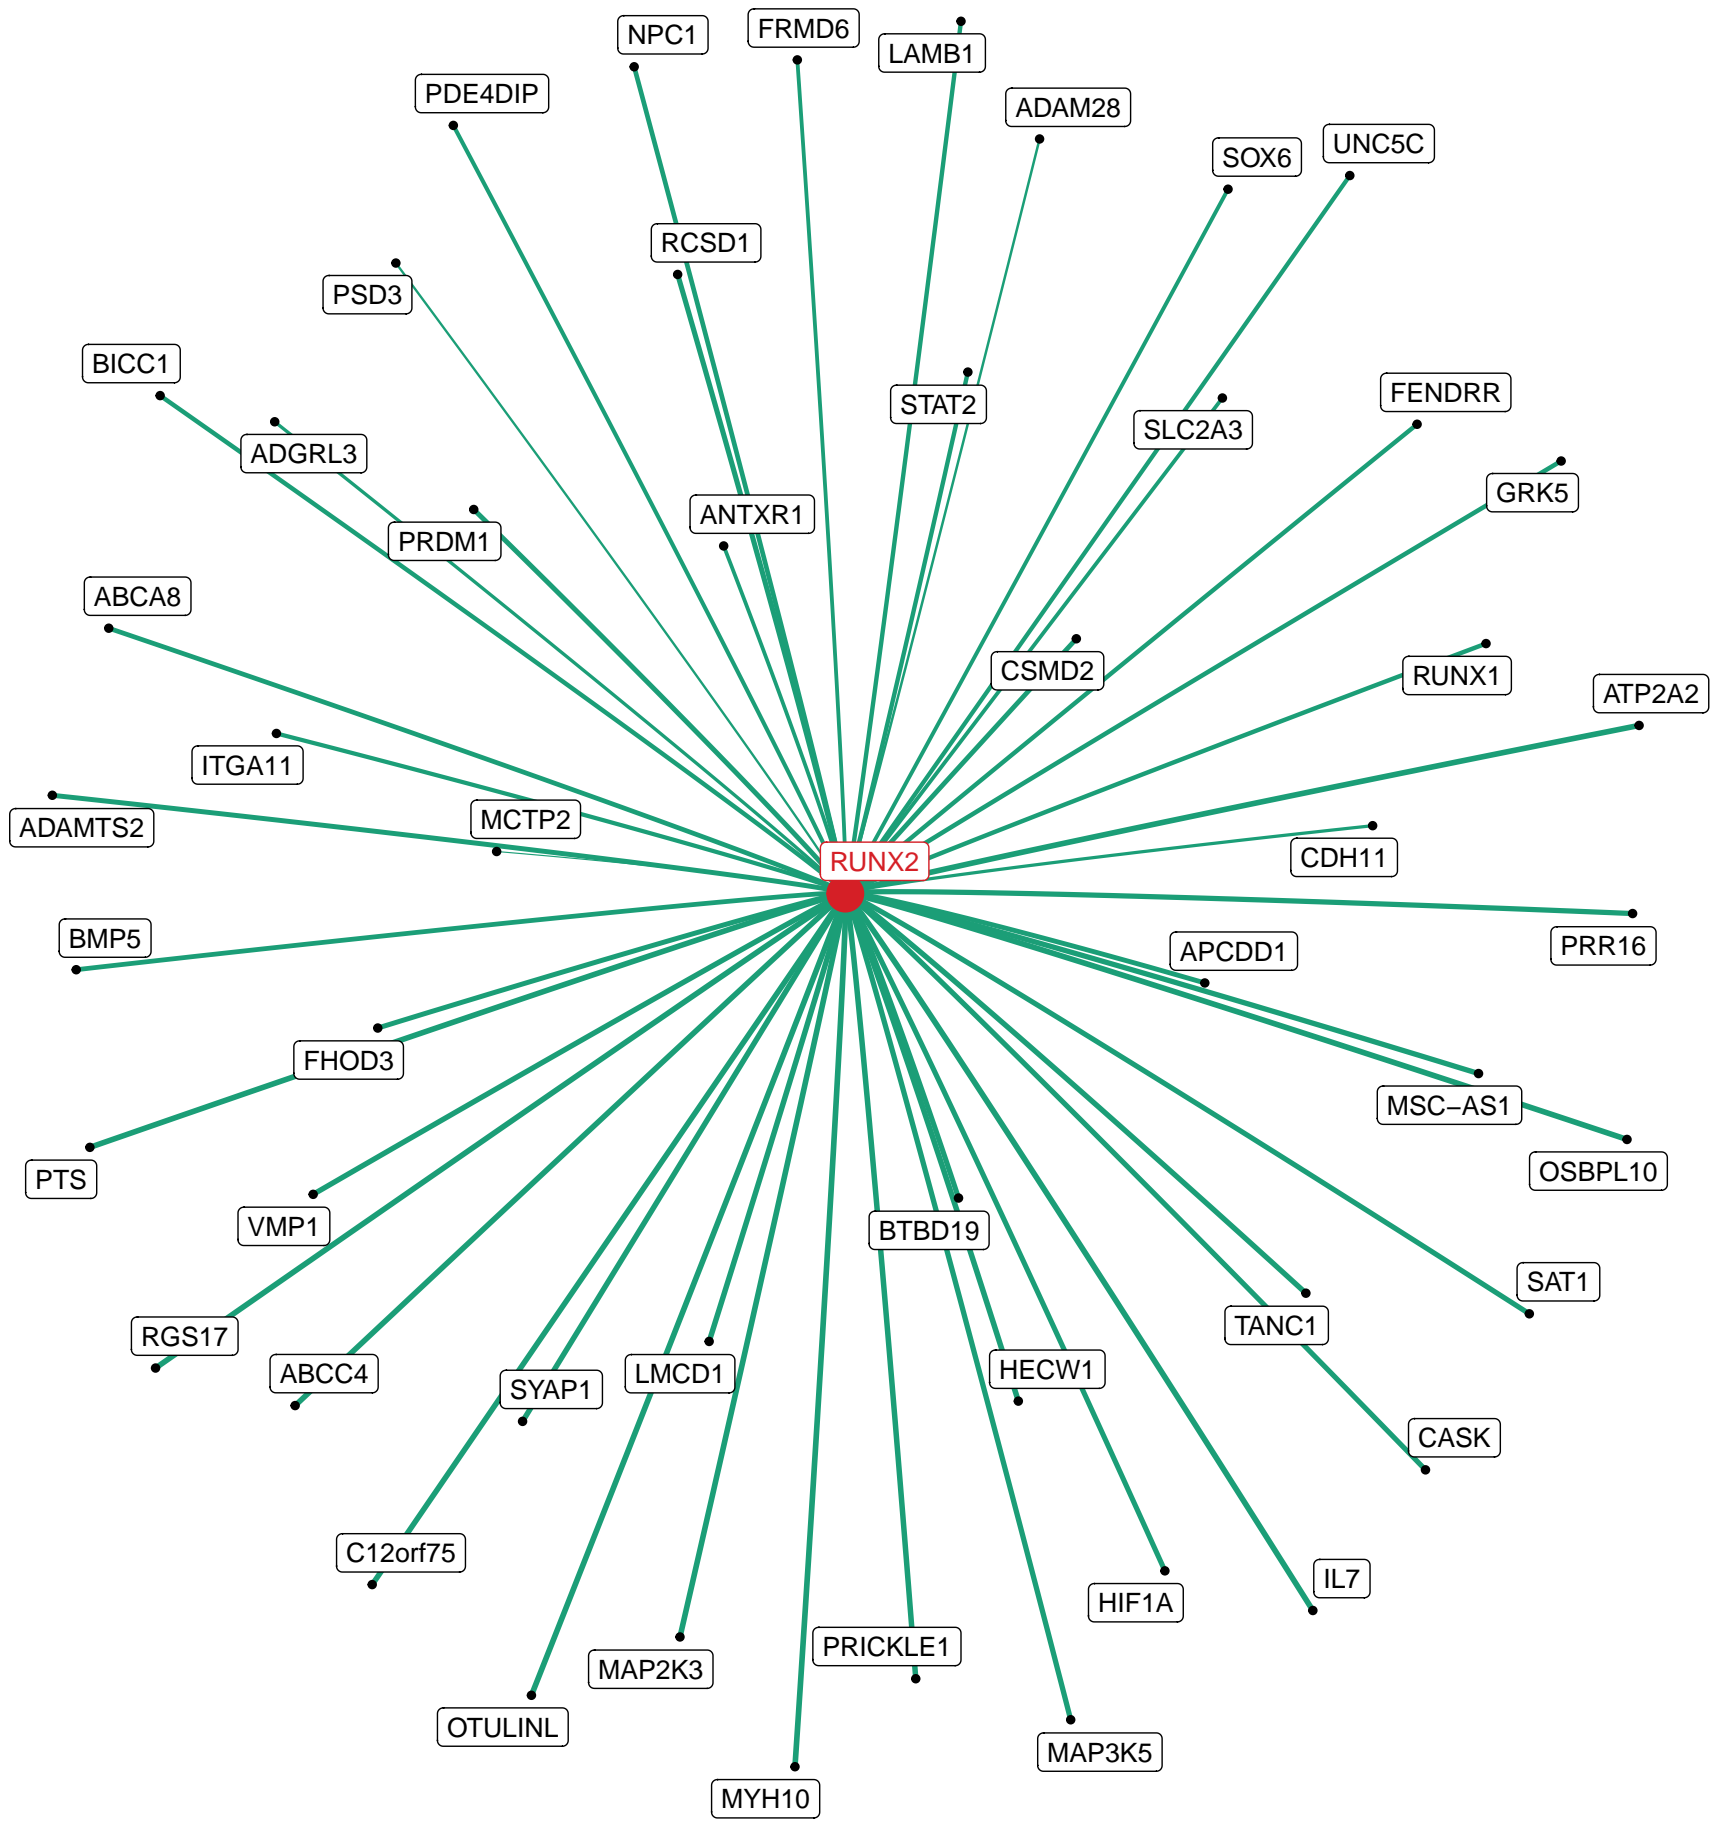 FRMD6
NPC1
LAMB1
PDE4DIP
ADAM28
UNC5C
SOX6
RCSD1
PSD3
BICC1
FENDRR
STAT2
SLC2A3
ADGRL3
GRK5
ANTXR1
PRDM1
ABCA8
CSMD2
RUNX1
ATP2A2
ITGA11
MCTP2
ADAMTS2
CDH11
RUNX2
BMP5
PRR16
APCDD1
FHOD3
MSC−AS1
OSBPL10
PTS
VMP1
BTBD19
SAT1
TANC1
RGS17
HECW1
ABCC4
LMCD1
SYAP1
CASK
C12orf75
IL7
HIF1A
PRICKLE1
MAP2K3
OTULINL
MAP3K5
MYH10